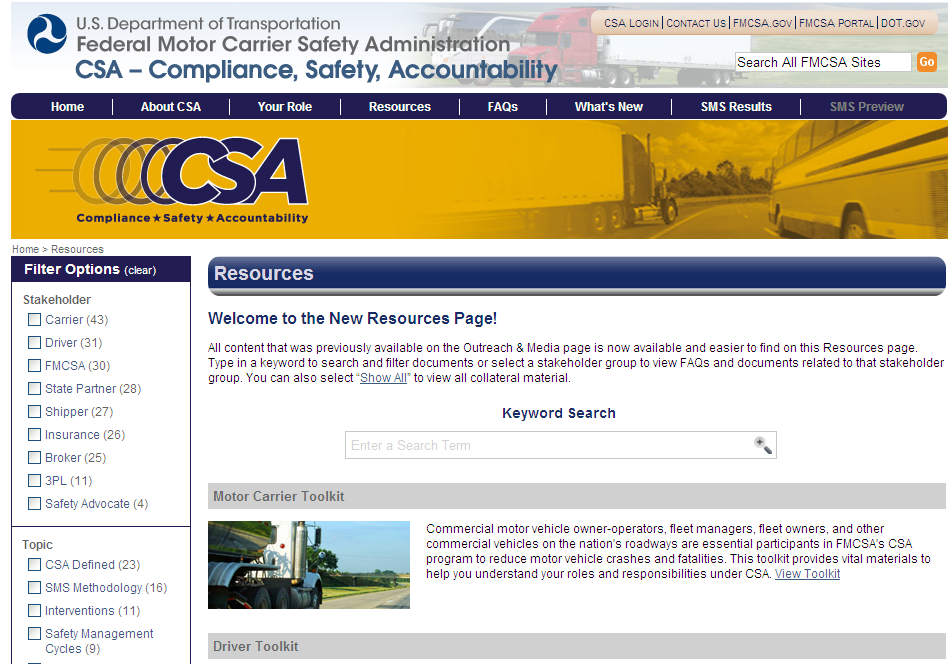 U.S. Department of Transportation
Federal Motor Carrier Safety Administration
CSA – Compliance, Safety, Accountability
CSA LOGIN | CONTACT US | FMCSA.GOV | FMCSA PORTAL | DOT.GOV
Search All FMCSA Sites Go
Home | About CSA | Your Role | Resources | FAQs | What's New | SMS Results | SMS Preview
CSA
Compliance★Safety★Accountability
Home > Resources
Filter Options (clear)
Stakeholder
Carrier (43)
Driver (31)
FMCSA (30)
State Partner (28)
Shipper (27)
Insurance (26)
Broker (25)
3PL (11)
Safety Advocate (4)
Topic
CSA Defined (23)
SMS Methodology (16)
Interventions (11)
Safety Management
Cycles (9)
Resources
Welcome to the New Resources Page!
All content that was previously available on the Outreach & Media page is now available and easier to find on this Resources page.
Type in a keyword to search and filter documents or select a stakeholder group to view FAQs and documents related to that stakeholder
group. You can also select “Show All” to view all collateral material.
Keyword Search
Enter a Search Term
Motor Carrier Toolkit
Commercial motor vehicle owner-operators, fleet managers, fleet owners, and other
commercial vehicles on the nation's roadways are essential participants in FMCSA's CSA
program to reduce motor vehicle crashes and fatalities. This toolkit provides vital materials to
help you understand your roles and responsibilities under CSA. View Toolkit
Driver Toolkit